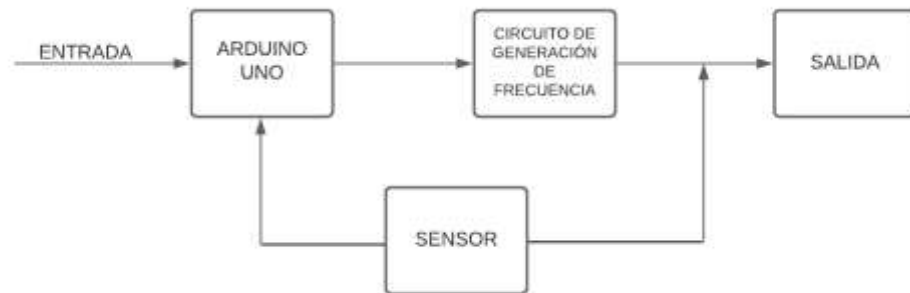 ENTRADA
ARDUINO
UNO
CIRCUITO DE
GENERACIÓN
DE
FRECUENCIA
SALIDA
SENSOR